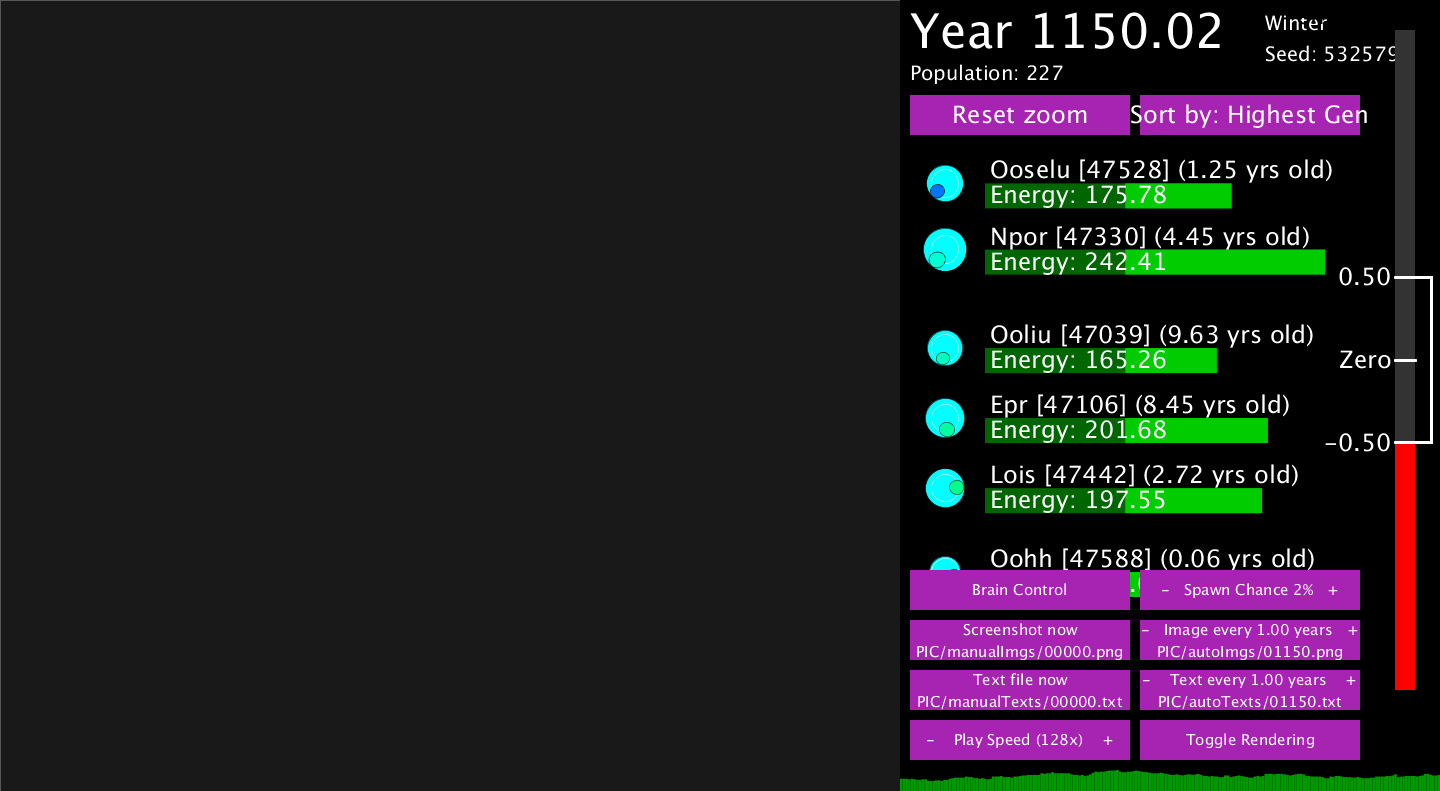 Year 1150.02
Winter
Seed: 532579
Population: 227
Reset zoom
Sort by: Highest Gen
Ooselu [47528] (1.25 yrs old)
Energy: 175.78
Npor [47330] (4.45 yrs old)
Energy: 242.41
0.50
Ooliu [47039] (9.63 yrs old)
Energy: 165.26
Zero
Epr [47106] (8.45 yrs old)
Energy: 201.68
-0.50
Lois [47442] (2.72 yrs old)
Energy: 197.55
Oohh [47588] (0.06 yrs old)
Brain Control
- Spawn Chance 2% +
Screenshot now
PIC/manualImgs/00000.png
- Image every 1.00 years +
PIC/autoImgs/01150.png
Text file now
PIC/manualTexts/00000.txt
- Text every 1.00 years +
PIC/autoTexts/01150.txt
- Play Speed (128x) +
Toggle Rendering